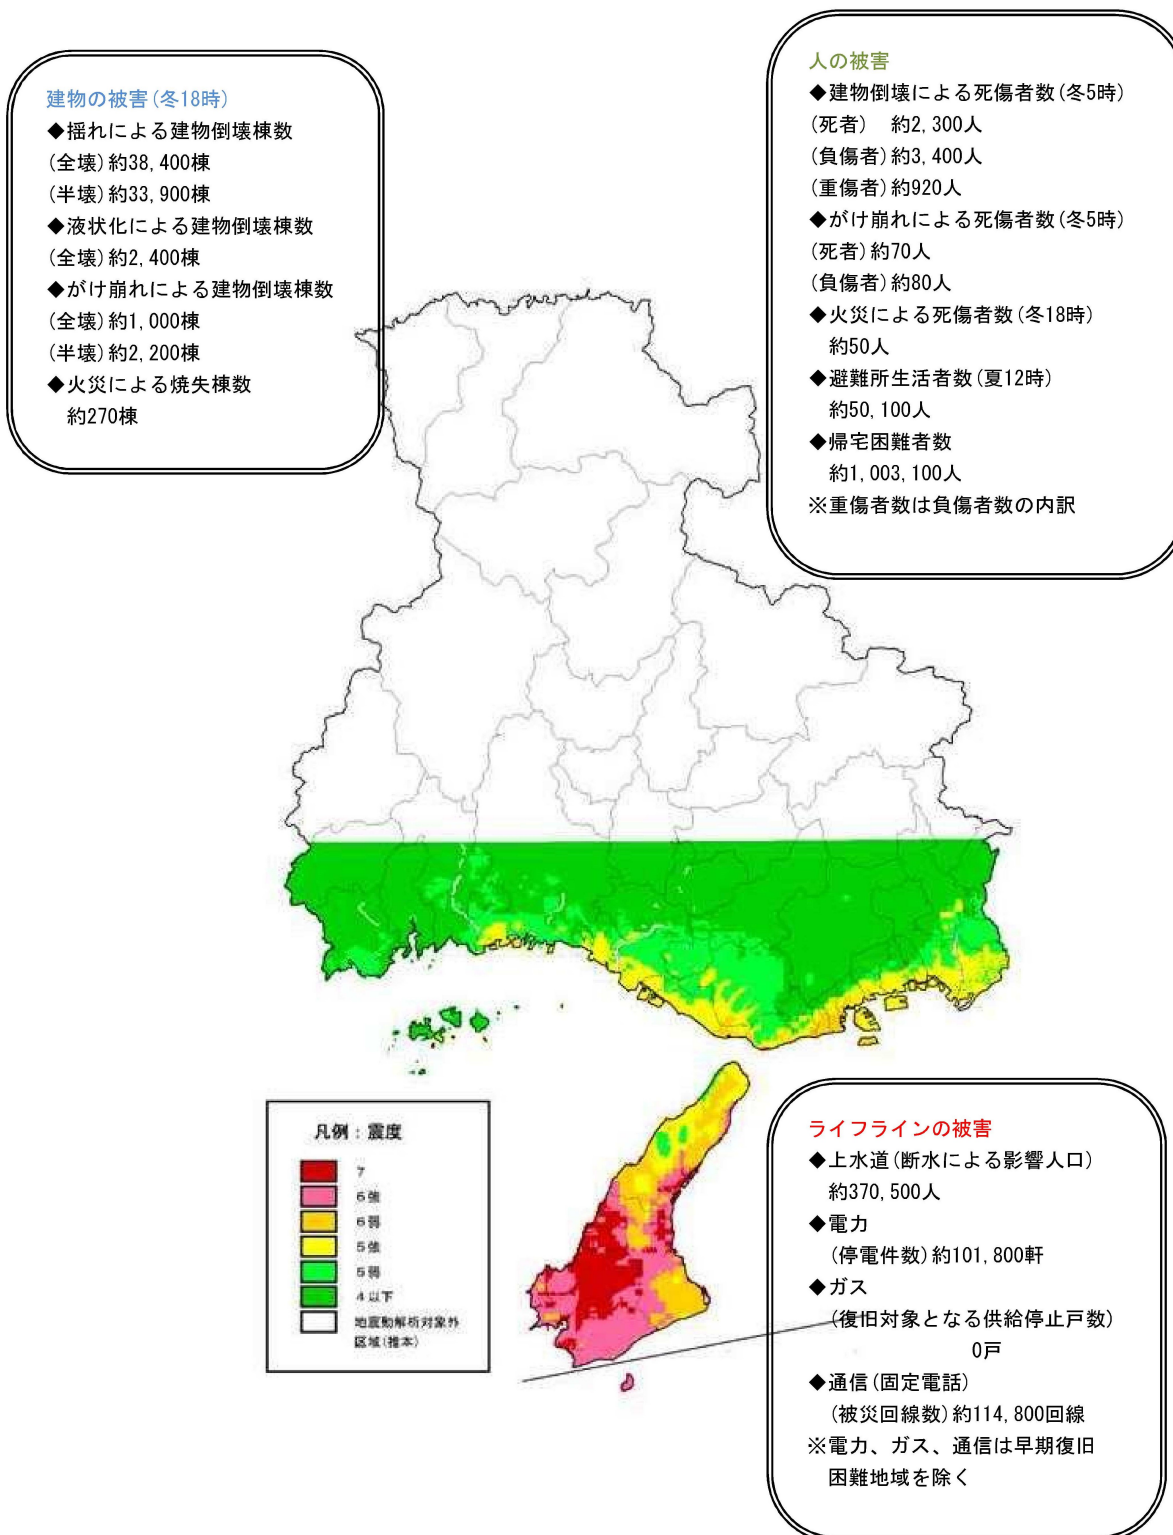 建物の被害(冬18時)
◆揺れによる建物倒壊棟数
(全壊)約38,400棟
(半壊)約33,900棟
◆液状化による建物倒壊棟数
(全壊)約2,400棟
◆がけ崩れによる建物倒壊棟数
(全壊)約1,000棟
(半壊)約2,200棟
◆火災による焼失棟数
約270棟
人の被害
◆建物倒壊による死傷者数(冬5時)
(死者) 約2,300人
(負傷者)約3,400人
(重傷者)約920人
◆がけ崩れによる死傷者数(冬5時)
(死者)約70人
(負傷者)約80人
◆火災による死傷者数(冬18時)
約50人
◆避難所生活者数(夏12時)
約50,100人
◆帰宅困難者数
約1,003,100人
※重傷者数は負傷者数の内訳
凡例:震度
7
6強
6弱
5強
5弱
4以下
地震動解析対象外
区域(推本)
ライフラインの被害
◆上水道(断水による影響人口)
約370,500人
◆電力
(停電件数)約101,800軒
◆ガス
(復旧対象となる供給停止戸数)
0戸
◆通信(固定電話)
(被災回線数)約114,800回線
※電力、ガス、通信は早期復旧
困難地域を除く